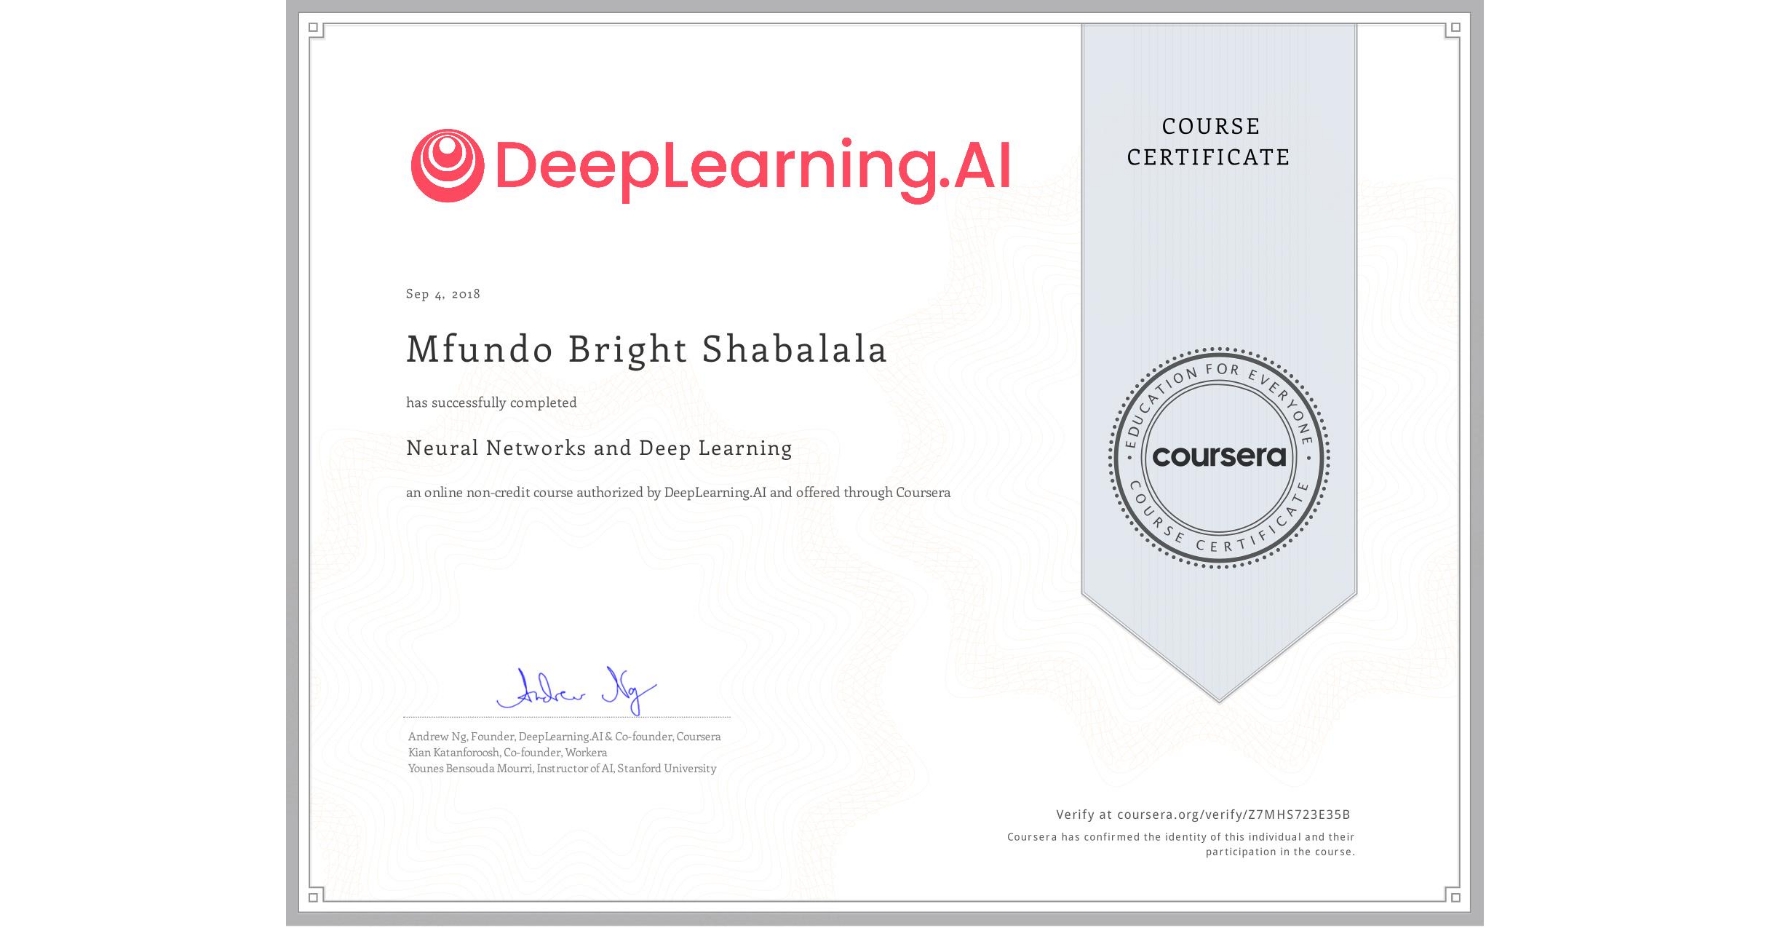 DeepLearning.AI
COURSE
CERTIFICATE
Sep 4, 2018
Mfundo Bright Shabalala
has successfully completed
Neural Networks and Deep Learning
an online non-credit course authorized by DeepLearning.AI and offered through Coursera
EDUCATION FOR EVERYONE
coursera
COURSE CERTIFICATE
Andrew Ng
Andrew Ng, Founder, DeepLearning.AI & Co-founder, Coursera
Kian Katanforoosh, Co-founder, Workera
Younes Bensouda Mourri, Instructor of AI, Stanford University
Verify at coursera.org/verify/Z7MHS723E35B
Coursera has confirmed the identity of this individual and their
participation in the course.